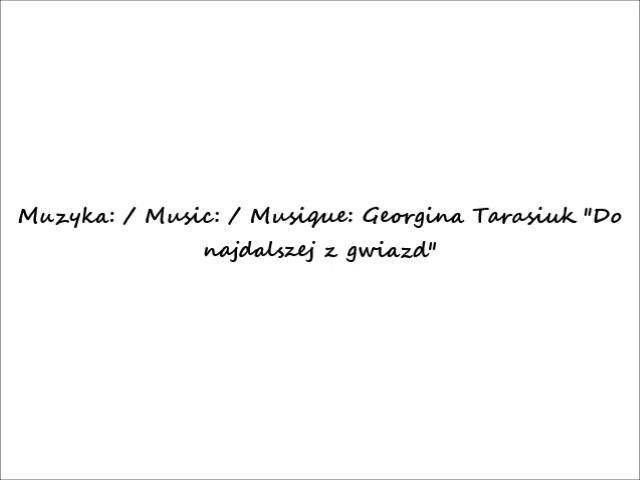 Muzyka: / Music: / Musique: Georgina Tarasiuk "Do
najdalszej z gwiazd"